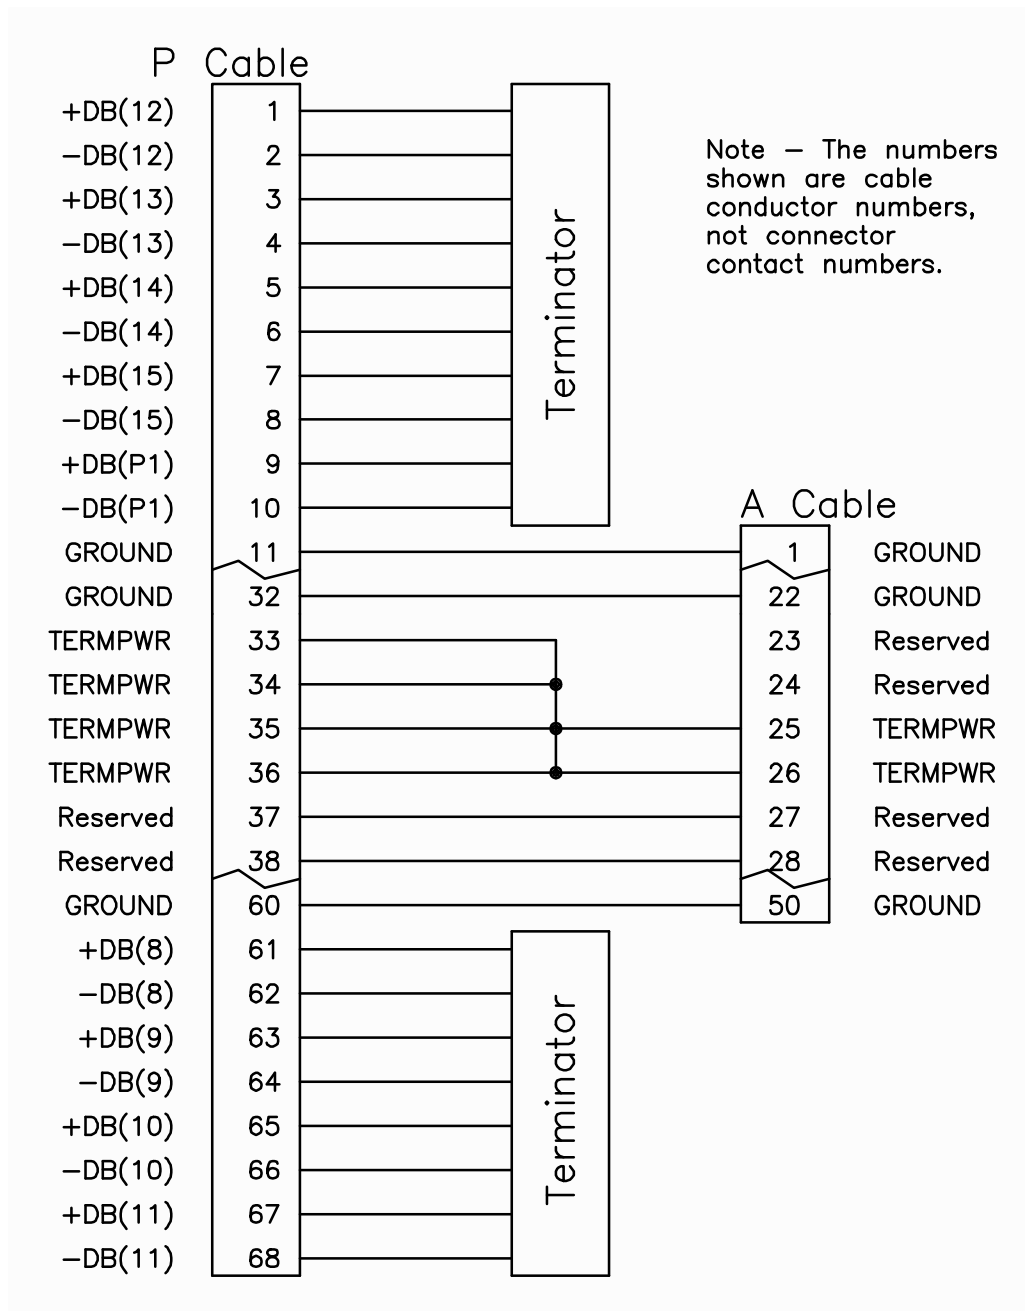 P Cable
+DB(12) 1
−DB(12) 2
+DB(13) 3
−DB(13) 4
+DB(14) 5
−DB(14) 6
+DB(15) 7
−DB(15) 8
+DB(P1) 9
−DB(P1) 10
Terminator
Note − The numbers
shown are cable
conductor numbers,
not connector
contact numbers.
A Cable
GROUND 11 1 GROUND
GROUND 32 22 GROUND
TERMPWR 33 23 Reserved
TERMPWR 34 24 Reserved
TERMPWR 35 25 TERMPWR
TERMPWR 36 26 TERMPWR
Reserved 37 27 Reserved
Reserved 38 28 Reserved
GROUND 60 50 GROUND
+DB(8) 61
−DB(8) 62
+DB(9) 63
−DB(9) 64
+DB(10) 65
−DB(10) 66
+DB(11) 67
−DB(11) 68
Terminator